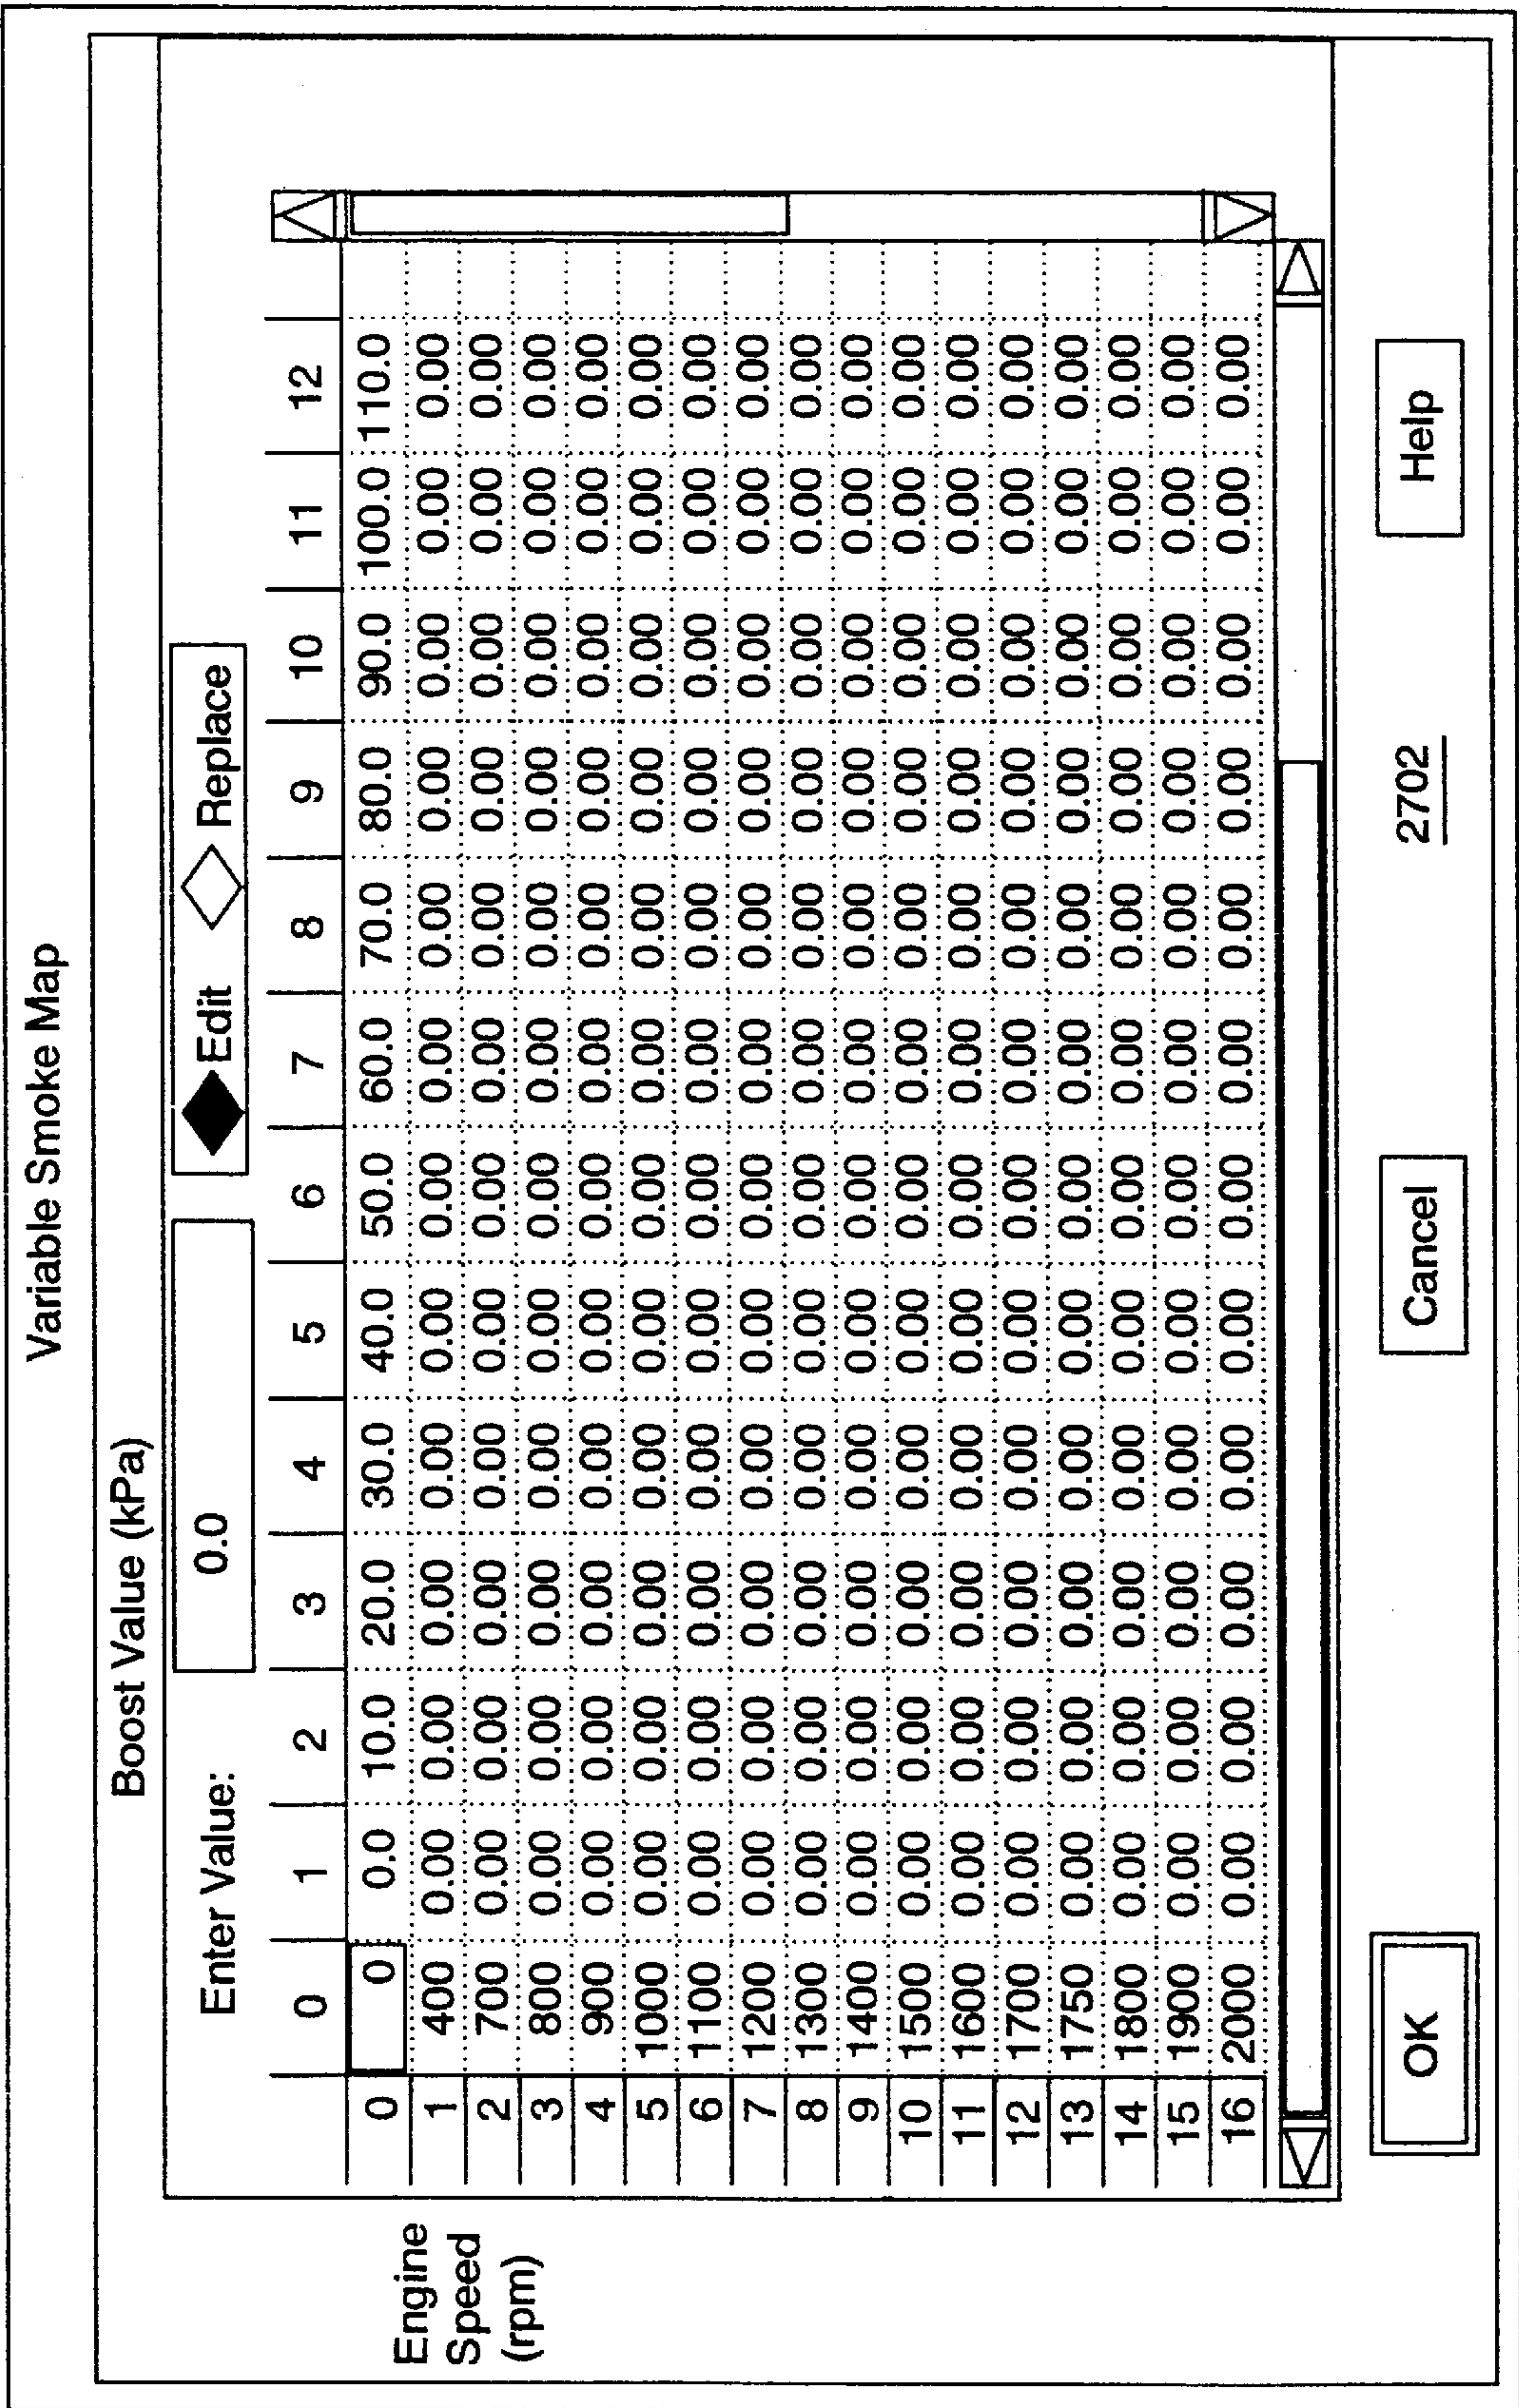 Variable Smoke Map
Boost Value (kPa)
Enter Value: 0.0 Edit Replace
0 1 2 3 4 5 6 7 8 9 10 11 12
0 0 0.0 10.0 20.0 30.0 40.0 50.0 60.0 70.0 80.0 90.0 100.0 110.0
Engine
Speed
(rpm)
1 400 0.00 0.00 0.00 0.00 0.00 0.00 0.00 0.00 0.00 0.00 0.00 0.00
2 700 0.00 0.00 0.00 0.00 0.00 0.00 0.00 0.00 0.00 0.00 0.00 0.00
3 800 0.00 0.00 0.00 0.00 0.00 0.00 0.00 0.00 0.00 0.00 0.00 0.00
4 900 0.00 0.00 0.00 0.00 0.00 0.00 0.00 0.00 0.00 0.00 0.00 0.00
5 1000 0.00 0.00 0.00 0.00 0.00 0.00 0.00 0.00 0.00 0.00 0.00 0.00
6 1100 0.00 0.00 0.00 0.00 0.00 0.00 0.00 0.00 0.00 0.00 0.00 0.00
7 1200 0.00 0.00 0.00 0.00 0.00 0.00 0.00 0.00 0.00 0.00 0.00 0.00
8 1300 0.00 0.00 0.00 0.00 0.00 0.00 0.00 0.00 0.00 0.00 0.00 0.00
9 1400 0.00 0.00 0.00 0.00 0.00 0.00 0.00 0.00 0.00 0.00 0.00 0.00
10 1500 0.00 0.00 0.00 0.00 0.00 0.00 0.00 0.00 0.00 0.00 0.00 0.00
11 1600 0.00 0.00 0.00 0.00 0.00 0.00 0.00 0.00 0.00 0.00 0.00 0.00
12 1700 0.00 0.00 0.00 0.00 0.00 0.00 0.00 0.00 0.00 0.00 0.00 0.00
13 1750 0.00 0.00 0.00 0.00 0.00 0.00 0.00 0.00 0.00 0.00 0.00 0.00
14 1800 0.00 0.00 0.00 0.00 0.00 0.00 0.00 0.00 0.00 0.00 0.00 0.00
15 1900 0.00 0.00 0.00 0.00 0.00 0.00 0.00 0.00 0.00 0.00 0.00 0.00
16 2000 0.00 0.00 0.00 0.00 0.00 0.00 0.00 0.00 0.00 0.00 0.00 0.00
OK Cancel 2702 Help